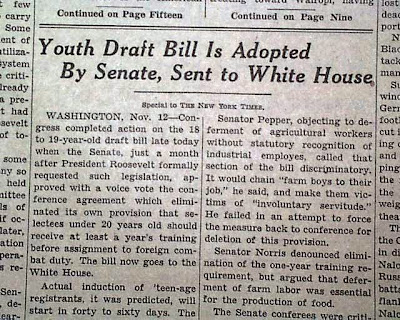 Continued on Page Fifteen
Continued on Page Nine
Youth Draft Bill Is Adopted
By Senate, Sent to White House
Special to THE NEW YORK TIMES.
WASHINGTON, Nov. 12—Con-
gress completed action on the 18
to 19-year-old draft bill late today
when the Senate, just a month
after President Roosevelt formally
requested such legislation, ap-
proved with a voice vote the con-
ference agreement which elim-
inated its own provision that se-
lectees under 20 years old should
receive at least a year's training
before assignment to foreign com-
bat duty. The bill now goes to the
White House.
Actual induction of 'teen-age
registrants, it was predicted, will
start in forty to sixty days. The
Senator Pepper, objecting to de-
ferment of agricultural workers
without statutory recognition of
industrial employes, called that
section of the bill discriminatory.
It would chain "farm boys to their
job," he said, and make them vic-
tims of "involuntary servitude."
He failed in an attempt to force
the measure back to conference for
deletion of this provision.
Senator Norris denounced elimin-
ation of the one-year training re-
quirement, but argued that defer-
ment of farm labor was essential
for the production of food.
The Senate conferees were criti-